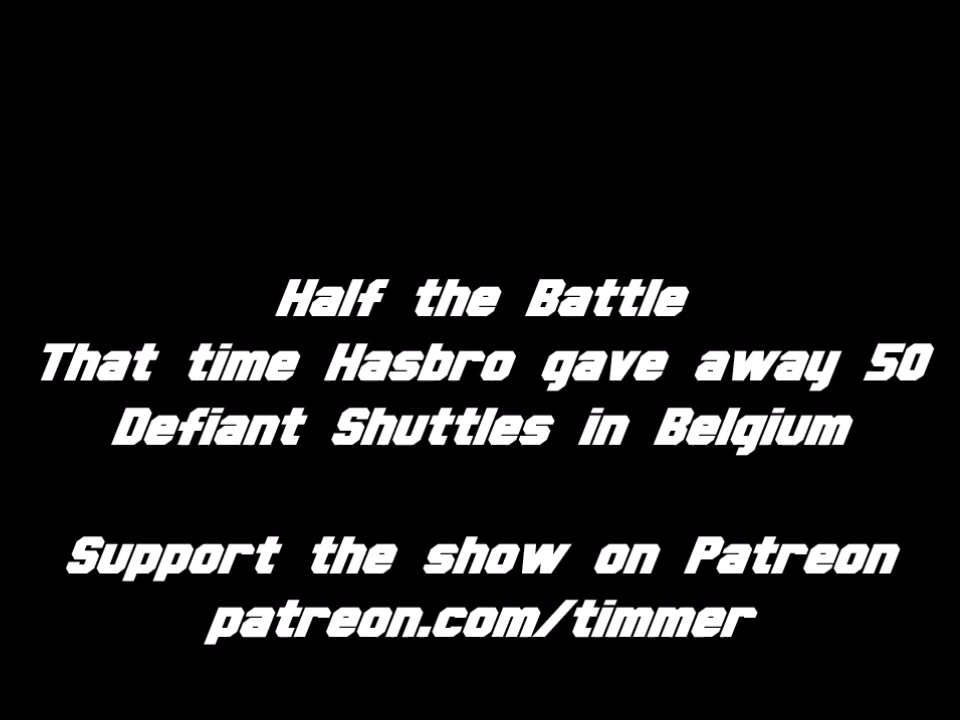 Half the Battle
That time Hasbro gave away 50
Defiant Shuttles in Belgium
Support the show on Patreon
patreon.com/timmer